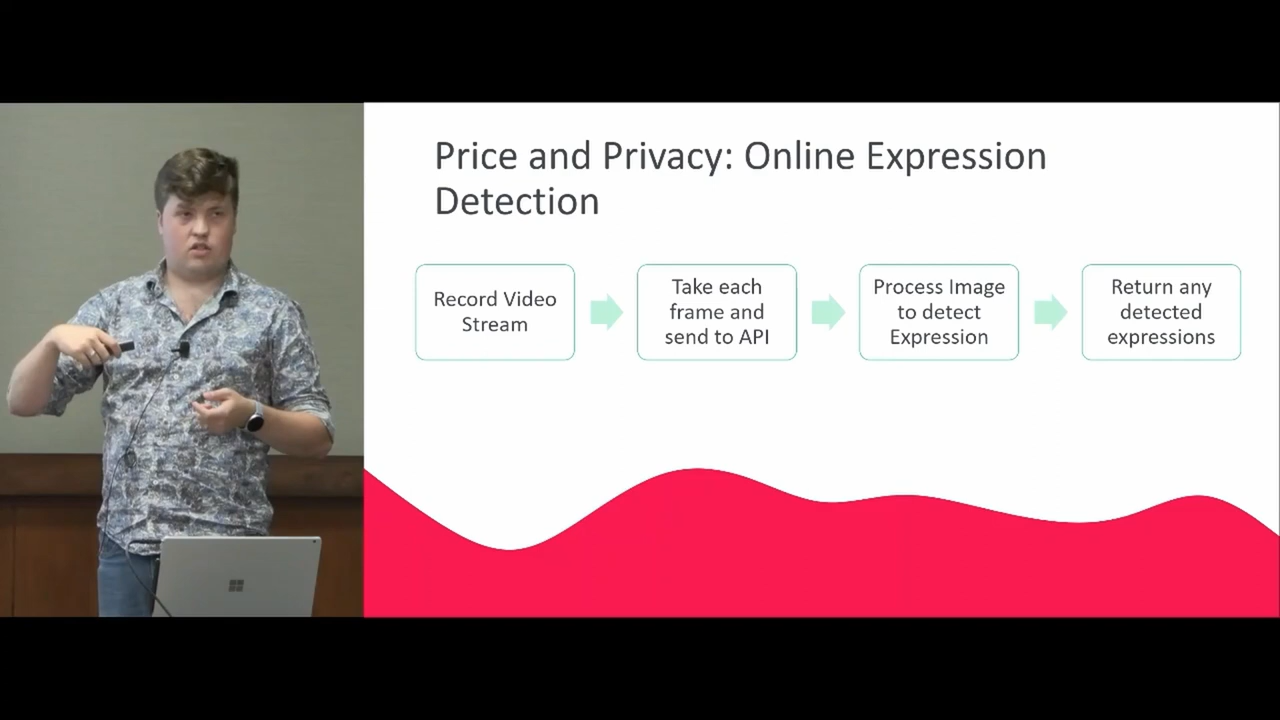 Price and Privacy: Online Expression
Detection
Record Video
Stream
Take each
frame and
send to API
Process Image
to detect
Expression
Return any
detected
expressions